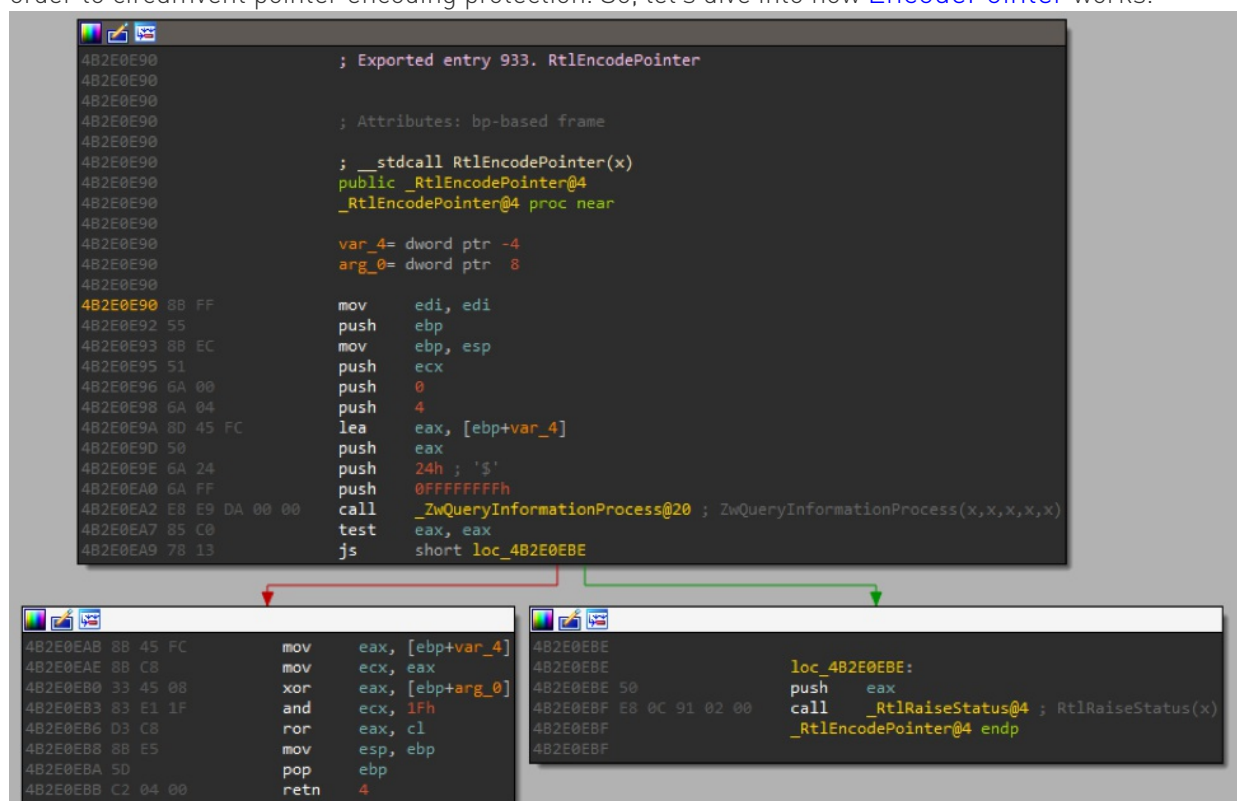 order to circumvent pointer encoding protection. So, let's dive into how EncodePointer works:
4B2E0E90 ; Exported entry 933. RtlEncodePointer
4B2E0E90
4B2E0E90
4B2E0E90 ; Attributes: bp-based frame
4B2E0E90
4B2E0E90 ; __stdcall RtlEncodePointer(x)
4B2E0E90 public _RtlEncodePointer@4
4B2E0E90 _RtlEncodePointer@4 proc near
4B2E0E90
4B2E0E90 var_4= dword ptr -4
4B2E0E90 arg_0= dword ptr  8
4B2E0E90
4B2E0E90 8B FF mov edi, edi
4B2E0E92 55 push ebp
4B2E0E93 8B EC mov ebp, esp
4B2E0E95 51 push ecx
4B2E0E96 6A 00 push 0
4B2E0E98 6A 04 push 4
4B2E0E9A 8D 45 FC lea eax, [ebp+var_4]
4B2E0E9D 50 push eax
4B2E0E9E 6A 24 push 24h ; '$'
4B2E0EA0 6A FF push 0FFFFFFFFh
4B2E0EA2 E8 E9 DA 00 00 call _ZwQueryInformationProcess@20 ; ZwQueryInformationProcess(x,x,x,x,x)
4B2E0EA7 85 C0 test eax, eax
4B2E0EA9 78 13 js short loc_4B2E0EBE
4B2E0EAB 8B 45 FC mov eax, [ebp+var_4]
4B2E0EAE 8B C8 mov ecx, eax
4B2E0EB0 33 45 08 xor eax, [ebp+arg_0]
4B2E0EB3 83 E1 1F and ecx, 1Fh
4B2E0EB6 D3 C8 ror eax, cl
4B2E0EB8 8B E5 mov esp, ebp
4B2E0EBA 5D pop ebp
4B2E0EBB C2 04 00 retn 4
4B2E0EBE
4B2E0EBE loc_4B2E0EBE:
4B2E0EBE 50 push eax
4B2E0EBF E8 0C 91 02 00 call _RtlRaiseStatus@4 ; RtlRaiseStatus(x)
4B2E0EBF _RtlEncodePointer@4 endp
4B2E0EBF